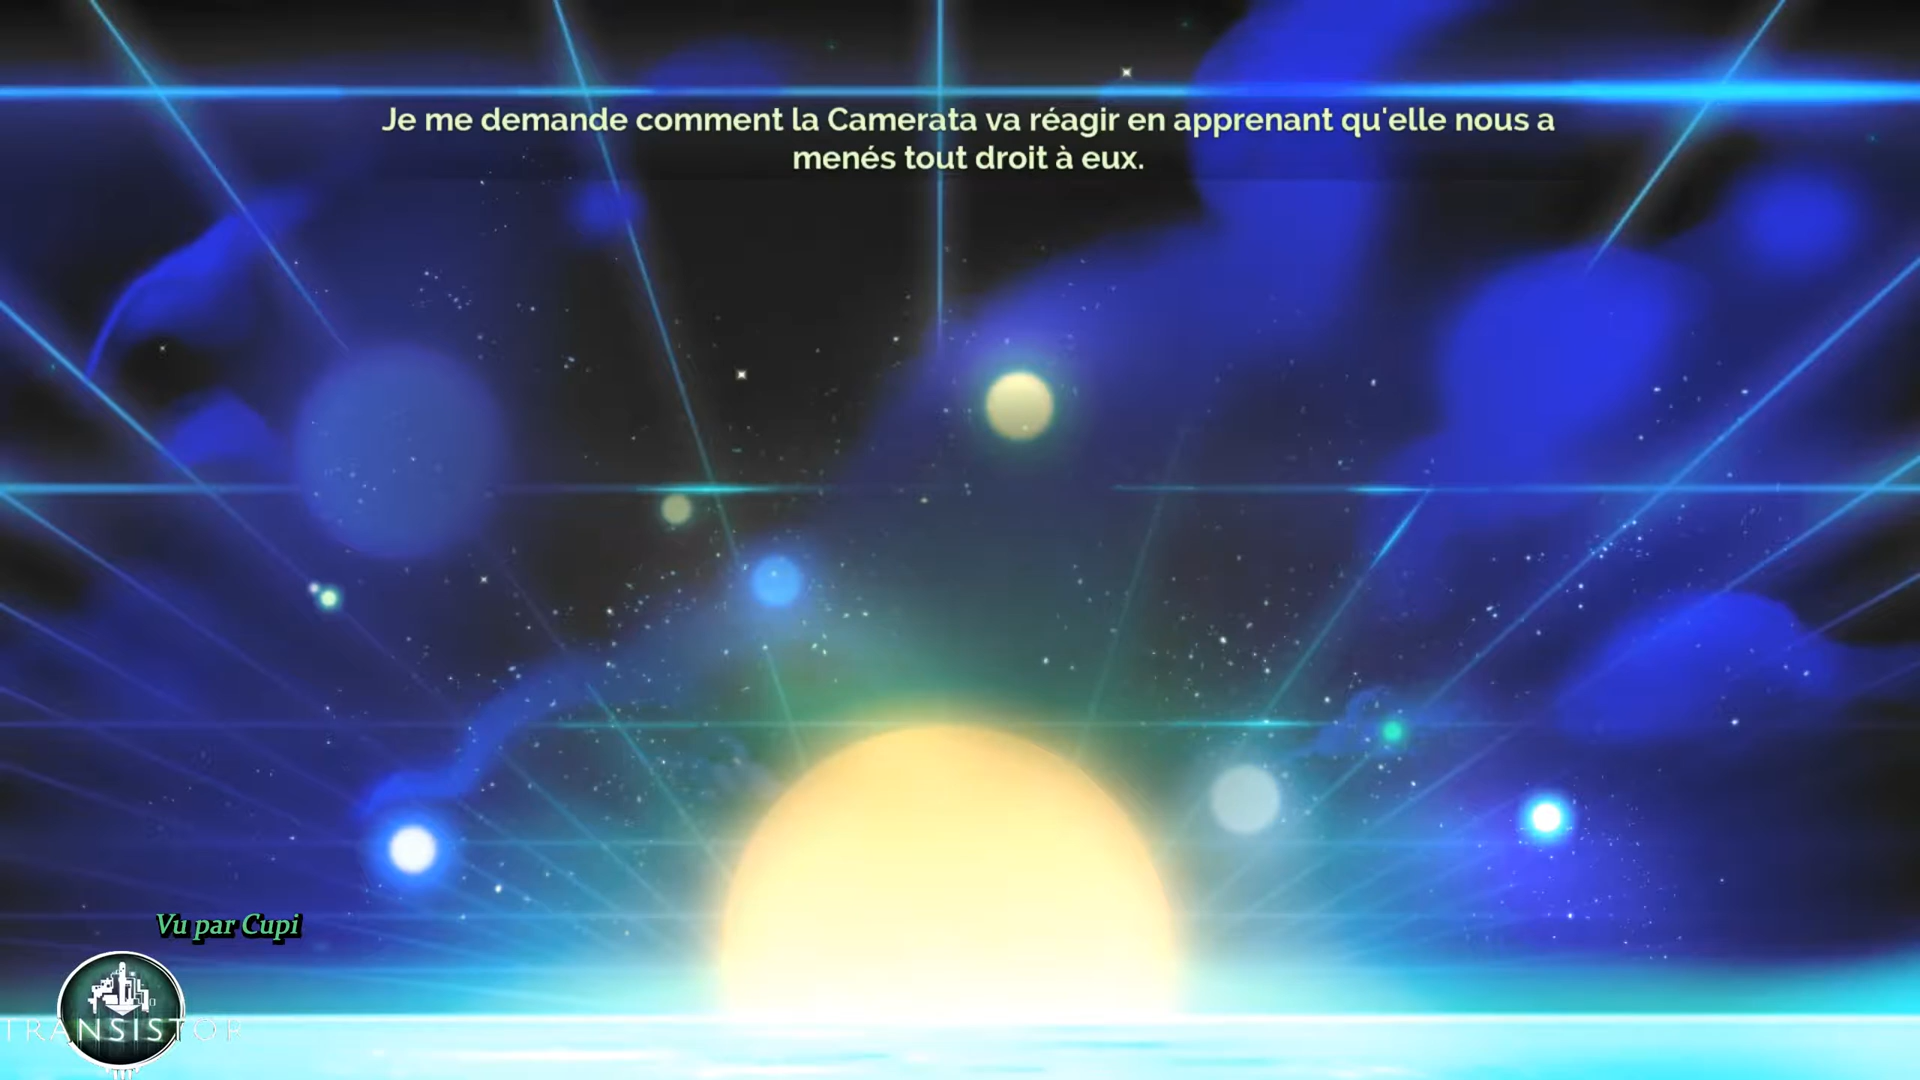 Je me demande comment la Camerata va réagir en apprenant qu'elle nous a
menés tout droit à eux.
Vu par Cupi
TRANSISTOR